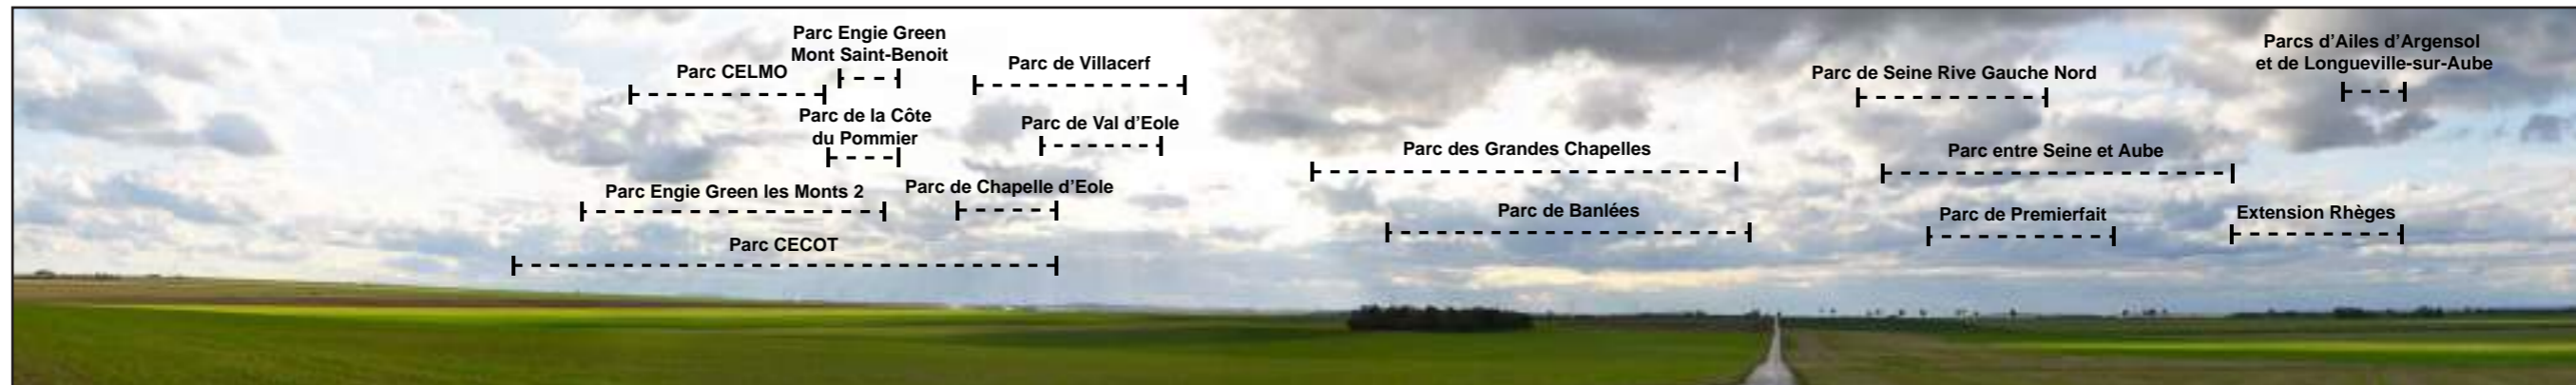 Parc Engie Green
Mont Saint-Benoit
Parc CELMO
Parc de la Côte
du Pommier
Parc Engie Green les Monts 2
Parc CECOT
Parc de Villacerf
Parc de Val d'Eole
Parc de Chapelle d'Eole
Parc des Grandes Chapelles
Parc de Banlées
Parc de Seine Rive Gauche Nord
Parc entre Seine et Aube
Parc de Premierfait
Parcs d'Ailes d'Argensol
et de Longueville-sur-Aube
Extension Rhèges